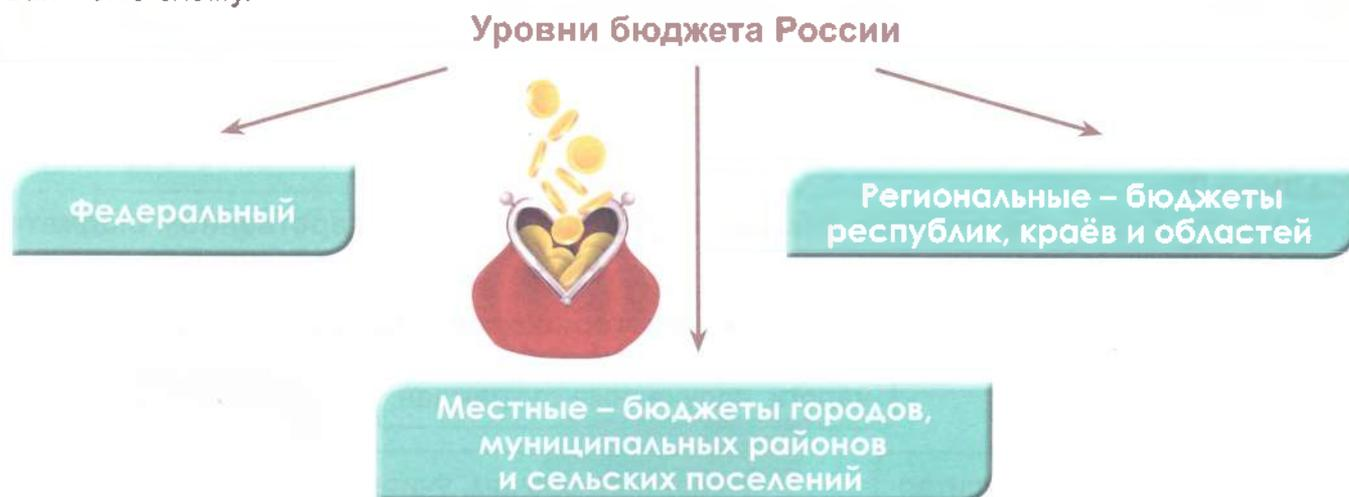 Уровни бюджета России
Федеральный
Региональные – бюджеты
республик, краёв и областей
Местные – бюджеты городов,
муниципальных районов
и сельских поселений